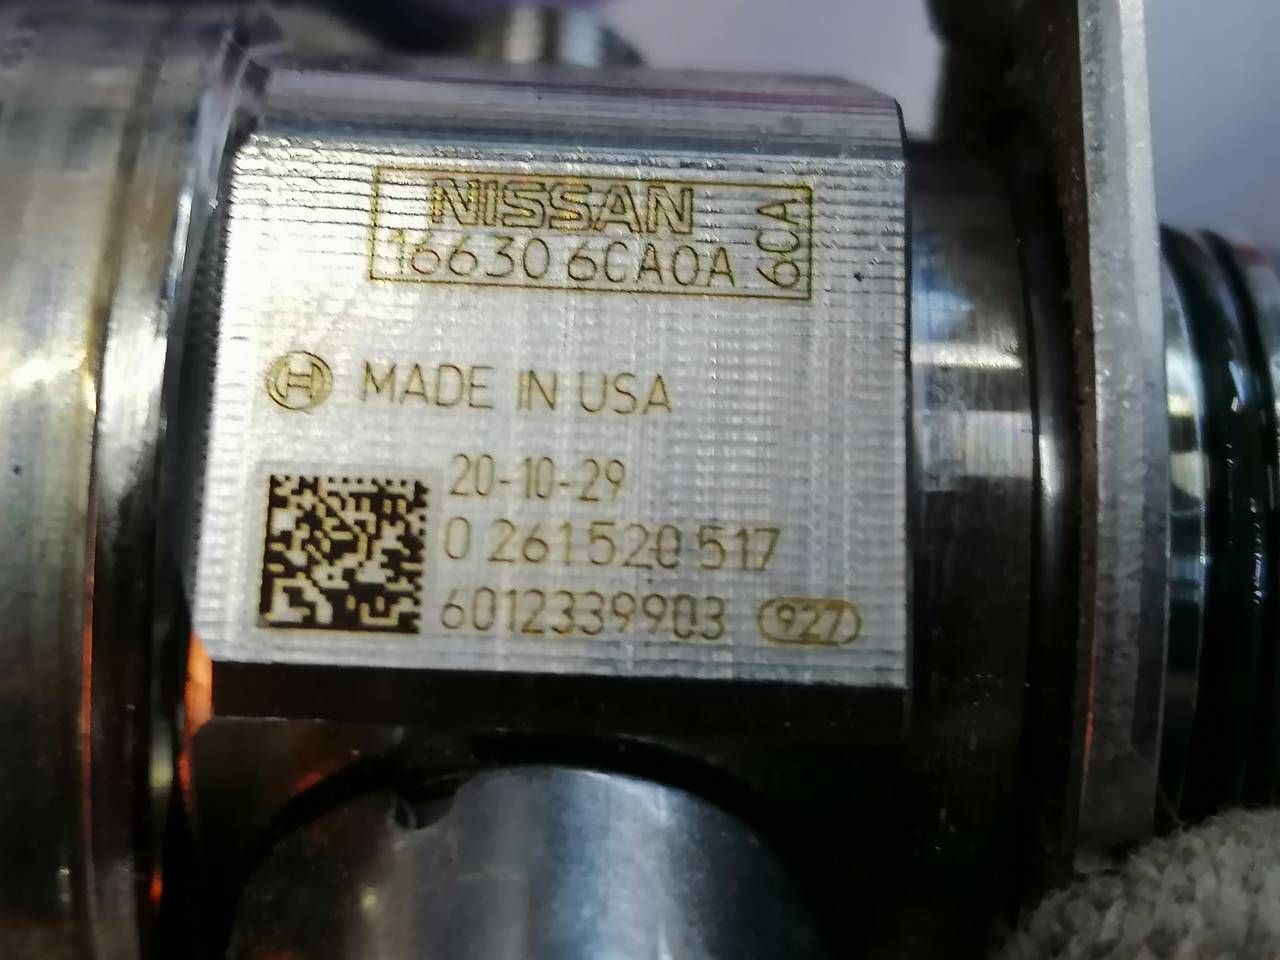 NISSAN
16630 6CA0A
6CA
MADE IN USA
20-10-29
0 261 520 517
6012339903 927